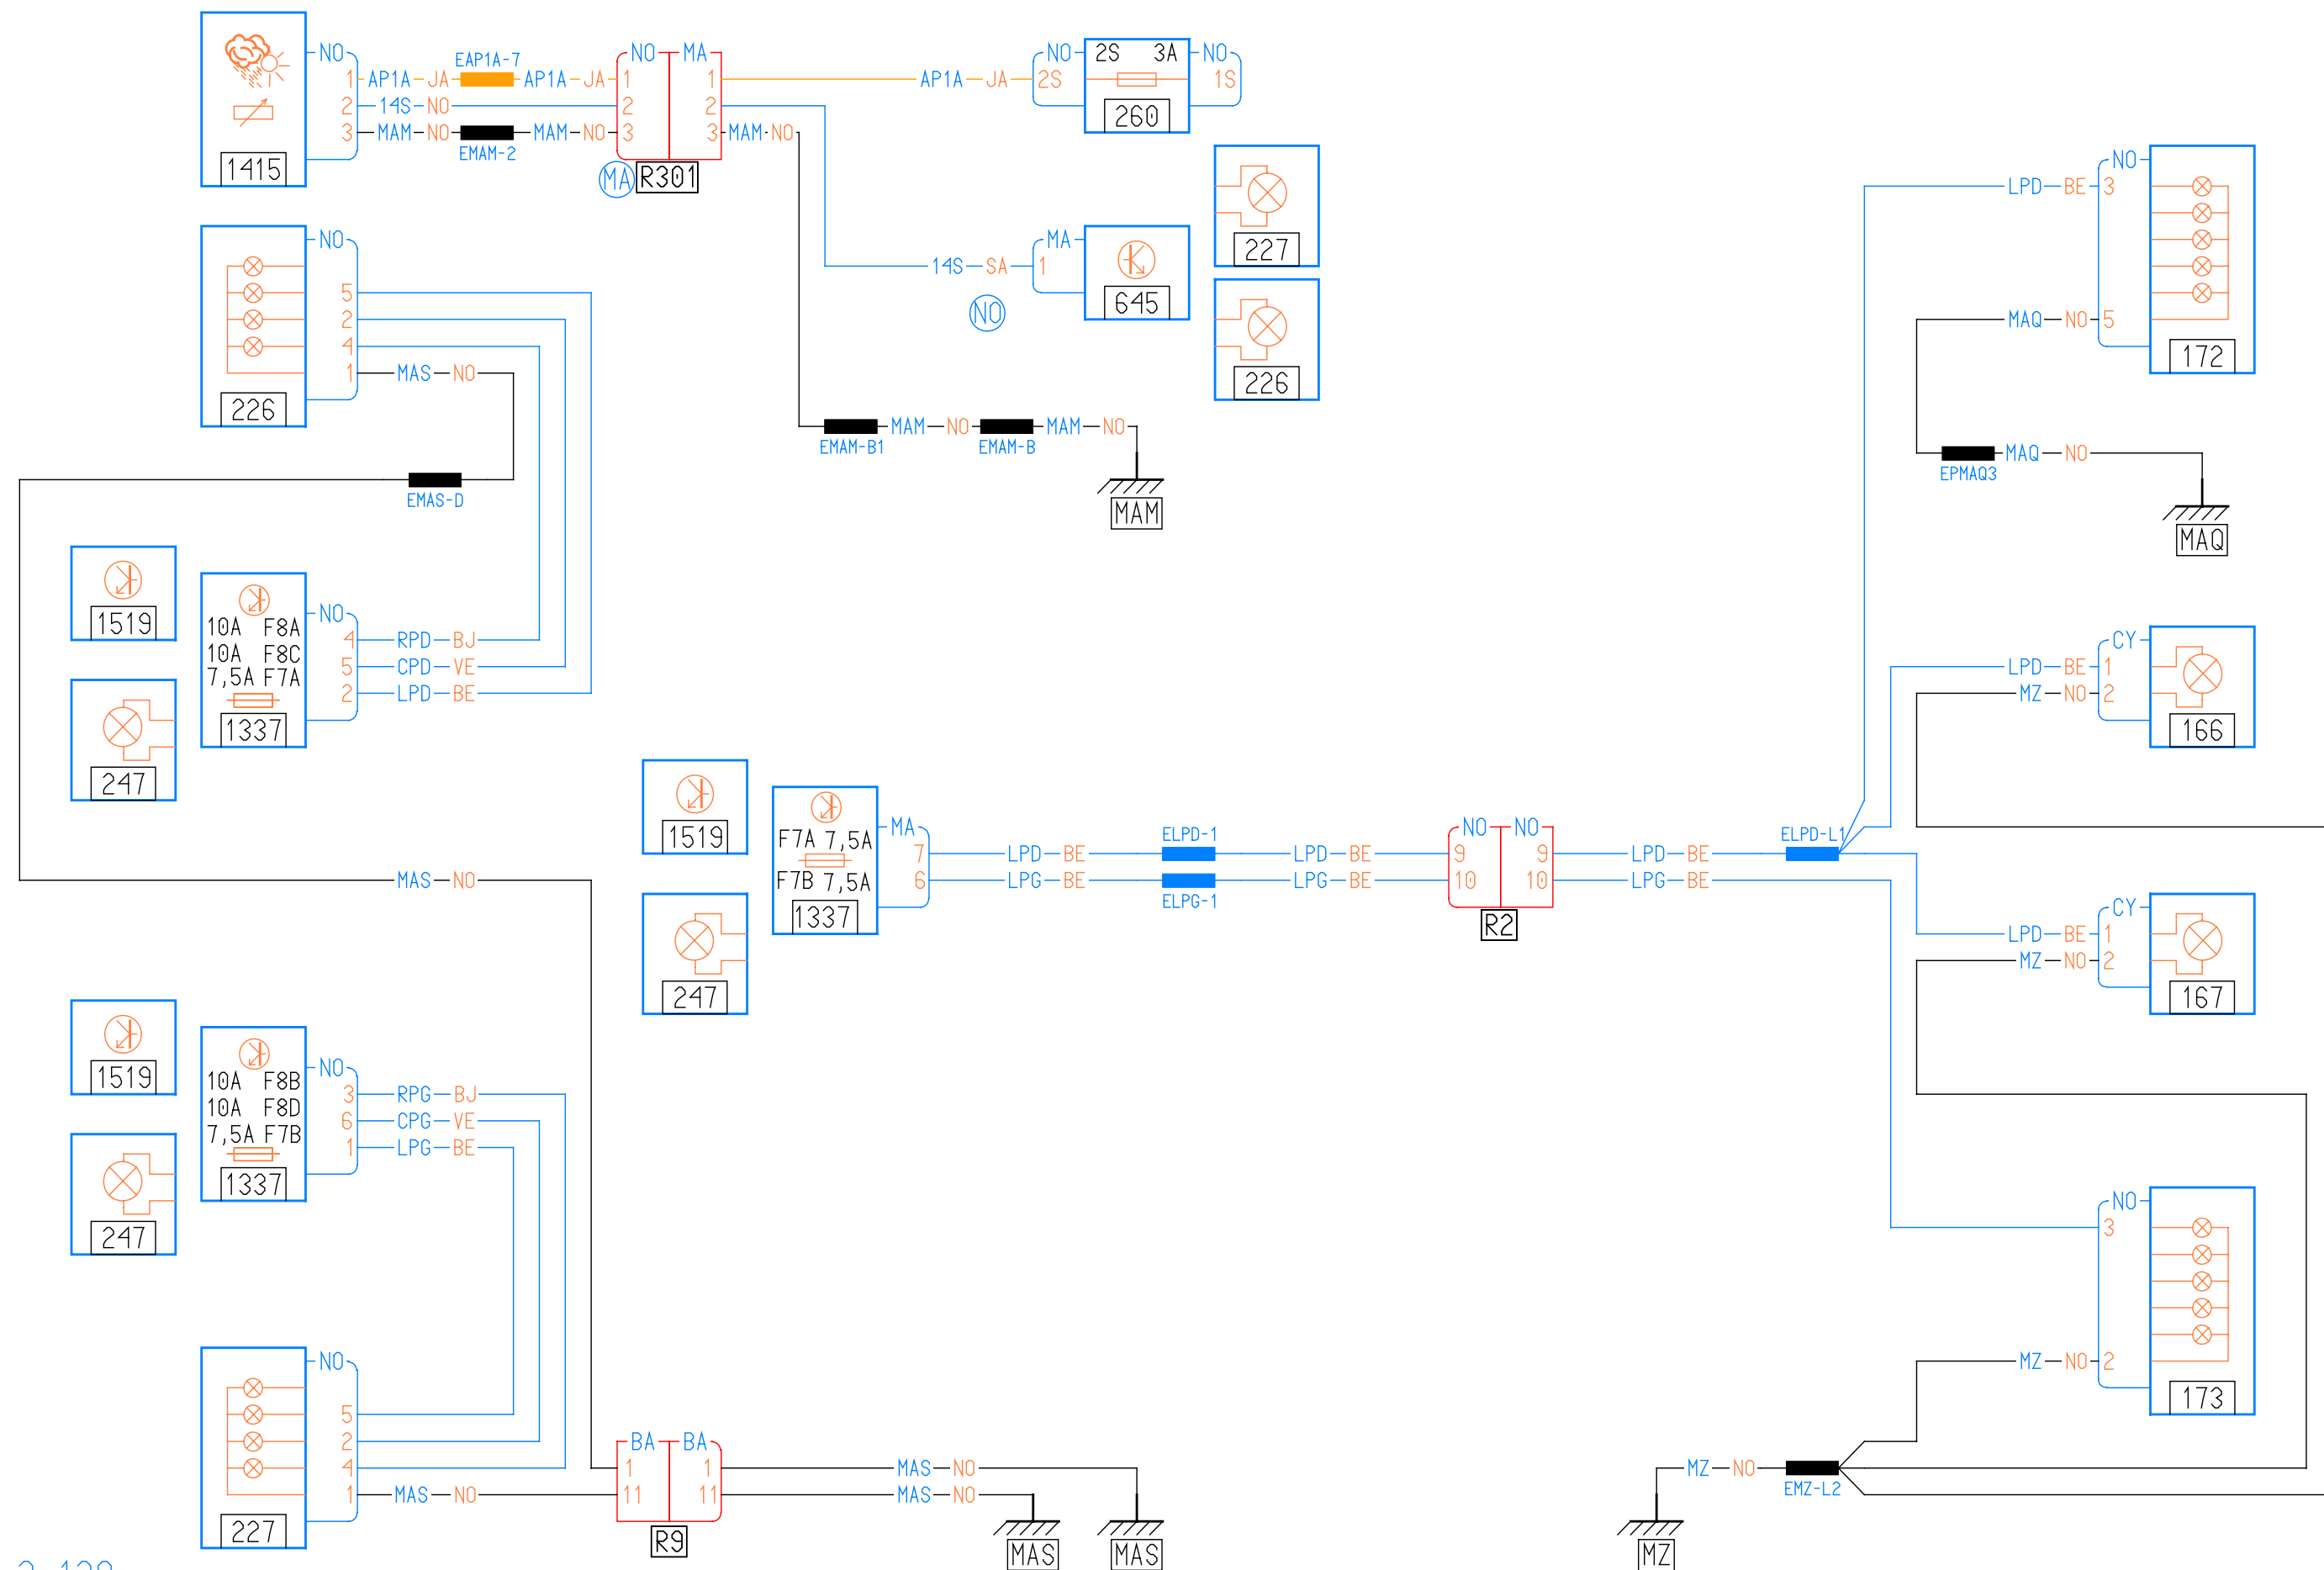 NO
1 AP1A JA EAP1A-7 AP1A JA 1
2 14S NO 2
3 MAM NO EMAM-2 MAM NO 3
1415
NO MA
1 AP1A JA 2S
2
3 MAM NO
MA R301
NO 2S 3A NO
2S 1S
260
227
MA
14S SA 1
NO
645
226
NO
5
2
4
1 MAS NO
226
EMAS-D
EMAM-B1 MAM NO EMAM-B MAM NO
MAM
NO
LPD BE 3
MAQ NO 5
172
EPMAQ3 MAQ NO
MAQ
1519
10A F8A
10A F8C
7,5A F7A
NO
4 RPD BJ
5 CPD VE
2 LPD BE
1337
247
CY
LPD BE 1
MZ NO 2
166
MAS NO
1519
F7A 7,5A
F7B 7,5A
1337
MA
7 LPD BE ELPD-1 LPD BE 9
6 LPG BE ELPG-1 LPG BE 10
NO NO
9 LPD BE ELPD-L1
10 LPG BE
R2
247
CY
LPD BE 1
MZ NO 2
167
1519
10A F8B
10A F8D
7,5A F7B
NO
3 RPG BJ
6 CPG VE
1 LPG BE
1337
247
NO
3
MZ NO 2
173
NO
5
2
4
1 MAS NO
227
BA BA
1 1 MAS NO
11 11 MAS NO
R9
MAS MAS
MZ NO EMZ-L2
MZ